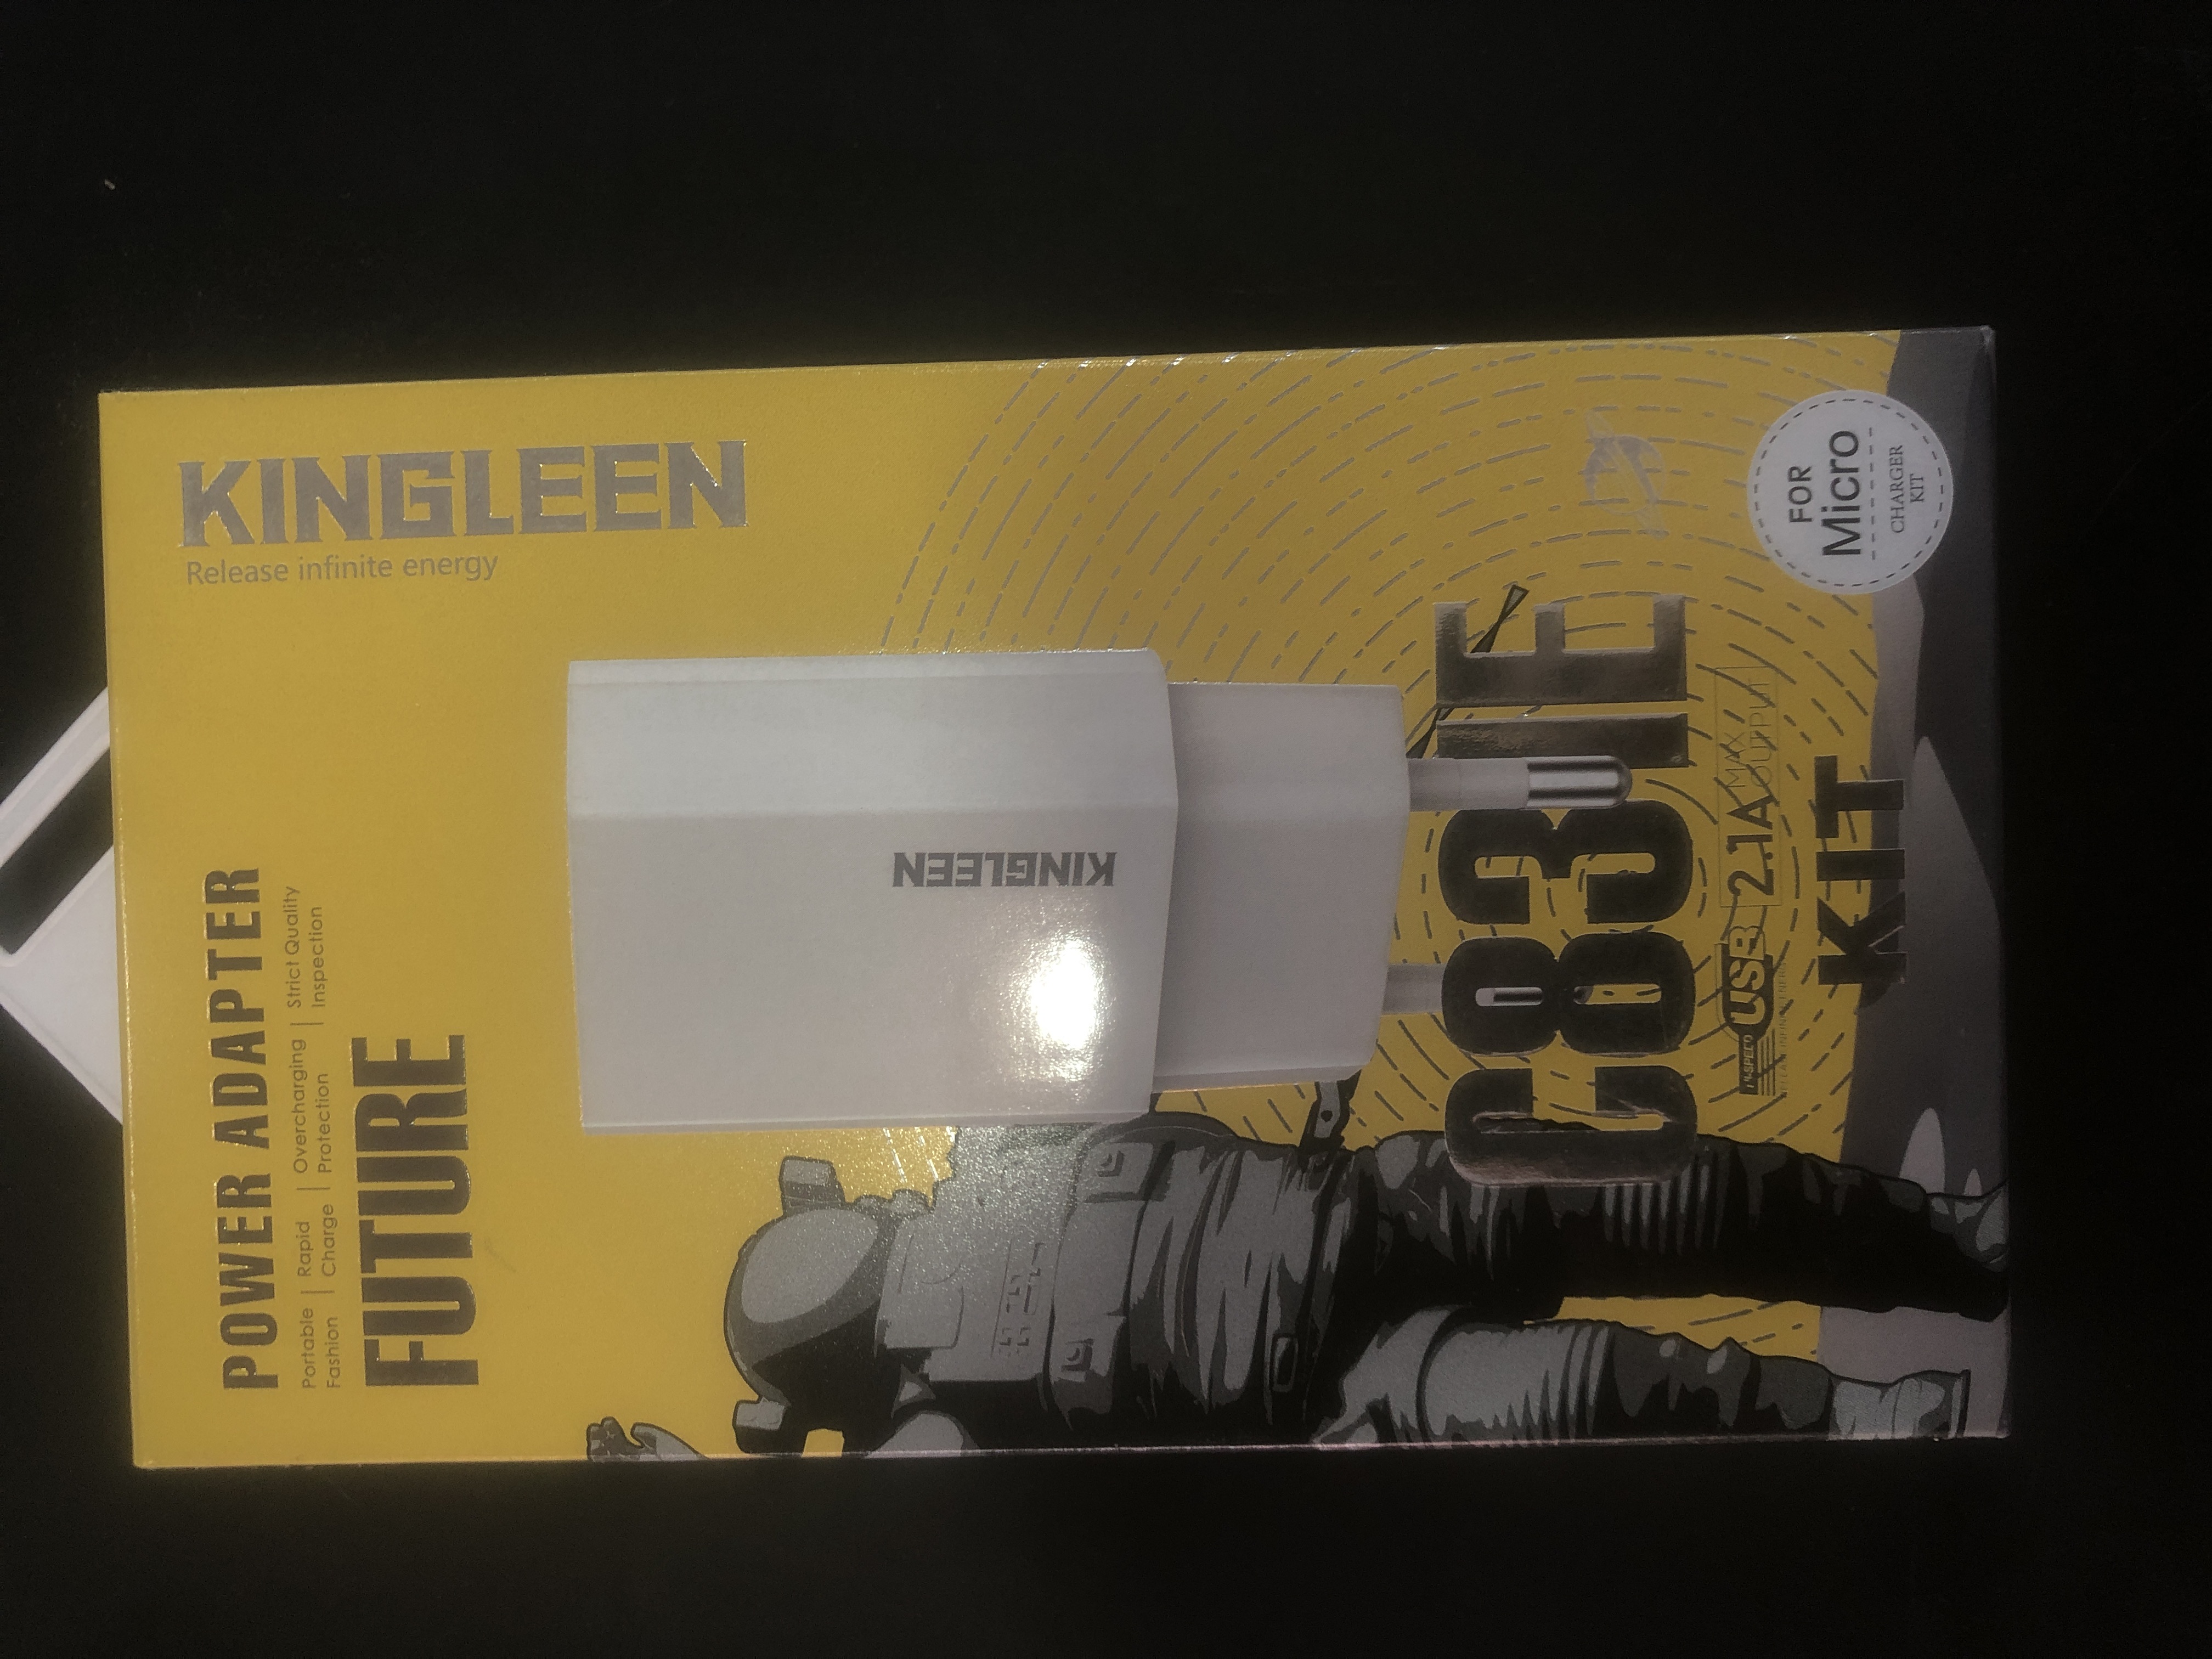 KINGLEEN
Release infinite energy
POWER ADAPTER
Portable | Rapid | Overcharging | Strict Quality
Fashion | Charge | Protection | Inspection
FUTURE
KINGLEEN
C831E
USB 2.1A MAX OUTPUT
KIT
FOR
Micro
CHARGER
KIT